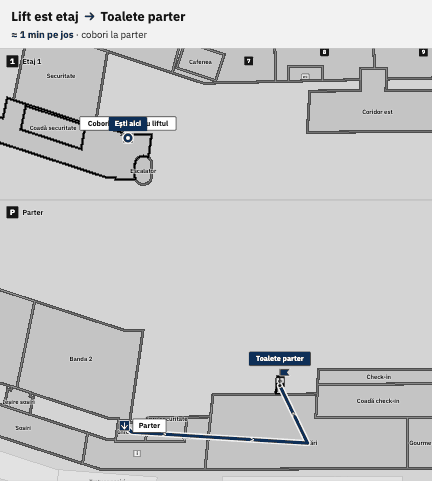 Lift est etaj → Toalete parter
≈ 1 min pe jos · cobori la parter
1 Etaj 1
Cafenea
7
8
9
Securitate
Coridor est
Coadă securitate
Ești aici
liftul
Escalator
P Parter
Toalete parter
Banda 2
Check-in
Coadă check-in
Sosiri
Parter